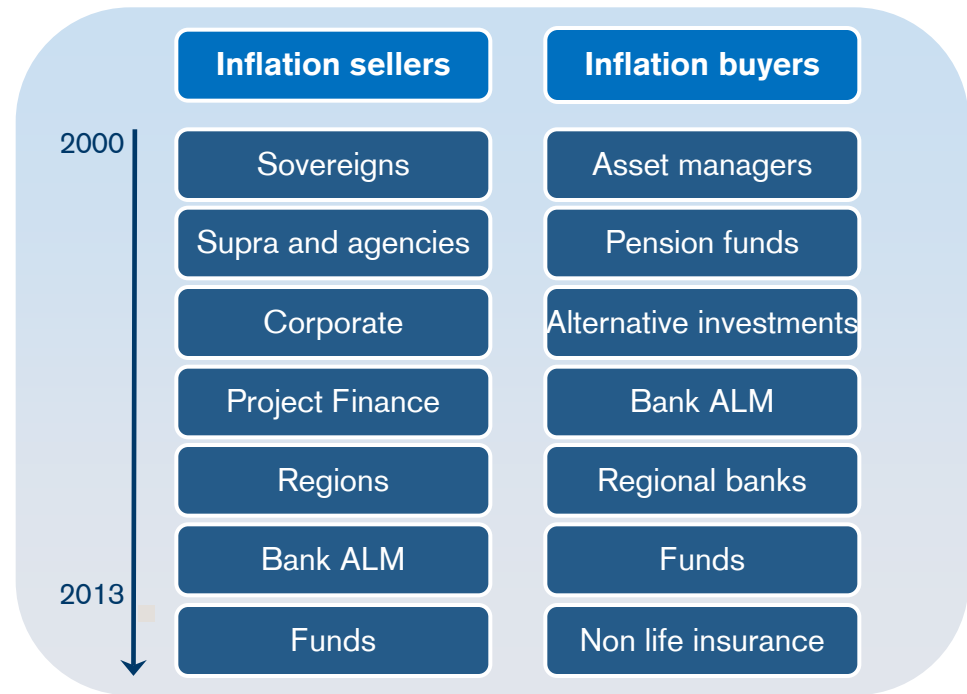 Inflation sellers
Inflation buyers
2000
Sovereigns
Asset managers
Supra and agencies
Pension funds
Corporate
Alternative investments
Project Finance
Bank ALM
Regions
Regional banks
Bank ALM
Funds
2013
Funds
Non life insurance